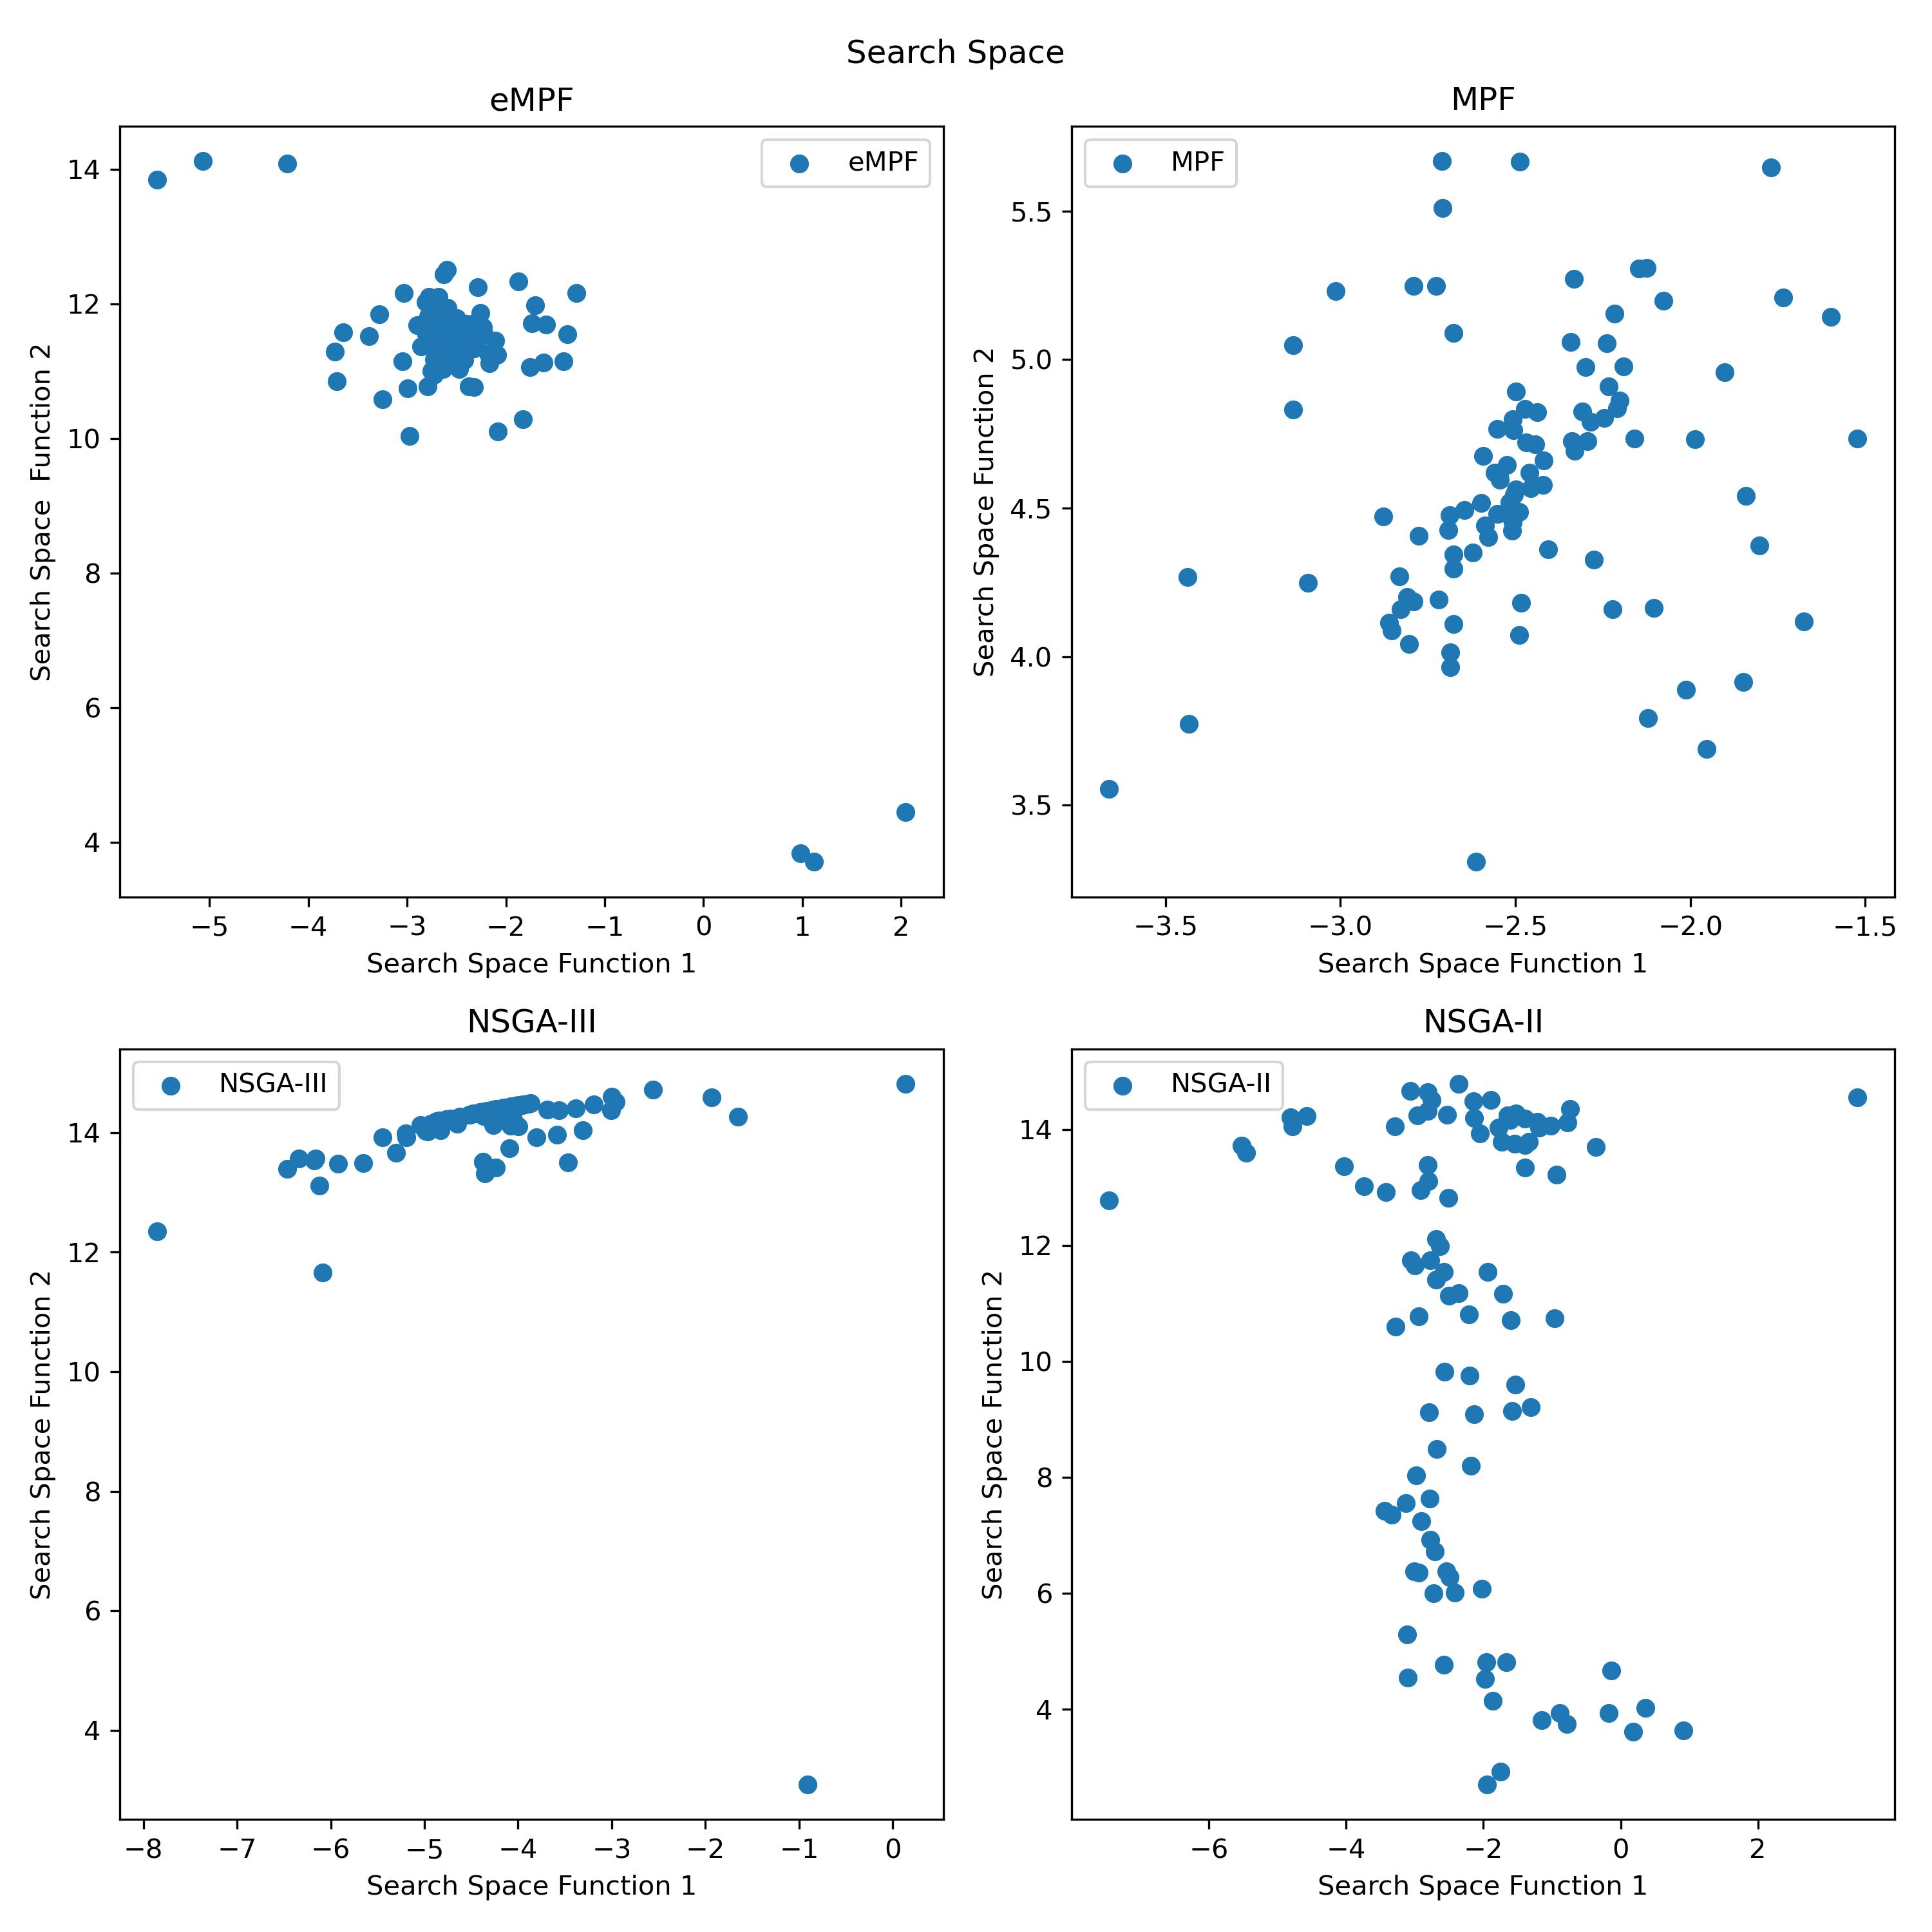 Search Space
eMPF
eMPF
14
12
10
8
6
4
Search Space  Function 2
−5 −4 −3 −2 −1 0 1 2
Search Space Function 1
MPF
MPF
5.5
5.0
4.5
4.0
3.5
Search Space Function 2
−3.5 −3.0 −2.5 −2.0 −1.5
Search Space Function 1
NSGA-III
NSGA-III
14
12
10
8
6
4
Search Space Function 2
−8 −7 −6 −5 −4 −3 −2 −1 0
Search Space Function 1
NSGA-II
NSGA-II
14
12
10
8
6
4
Search Space Function 2
−6 −4 −2 0 2
Search Space Function 1